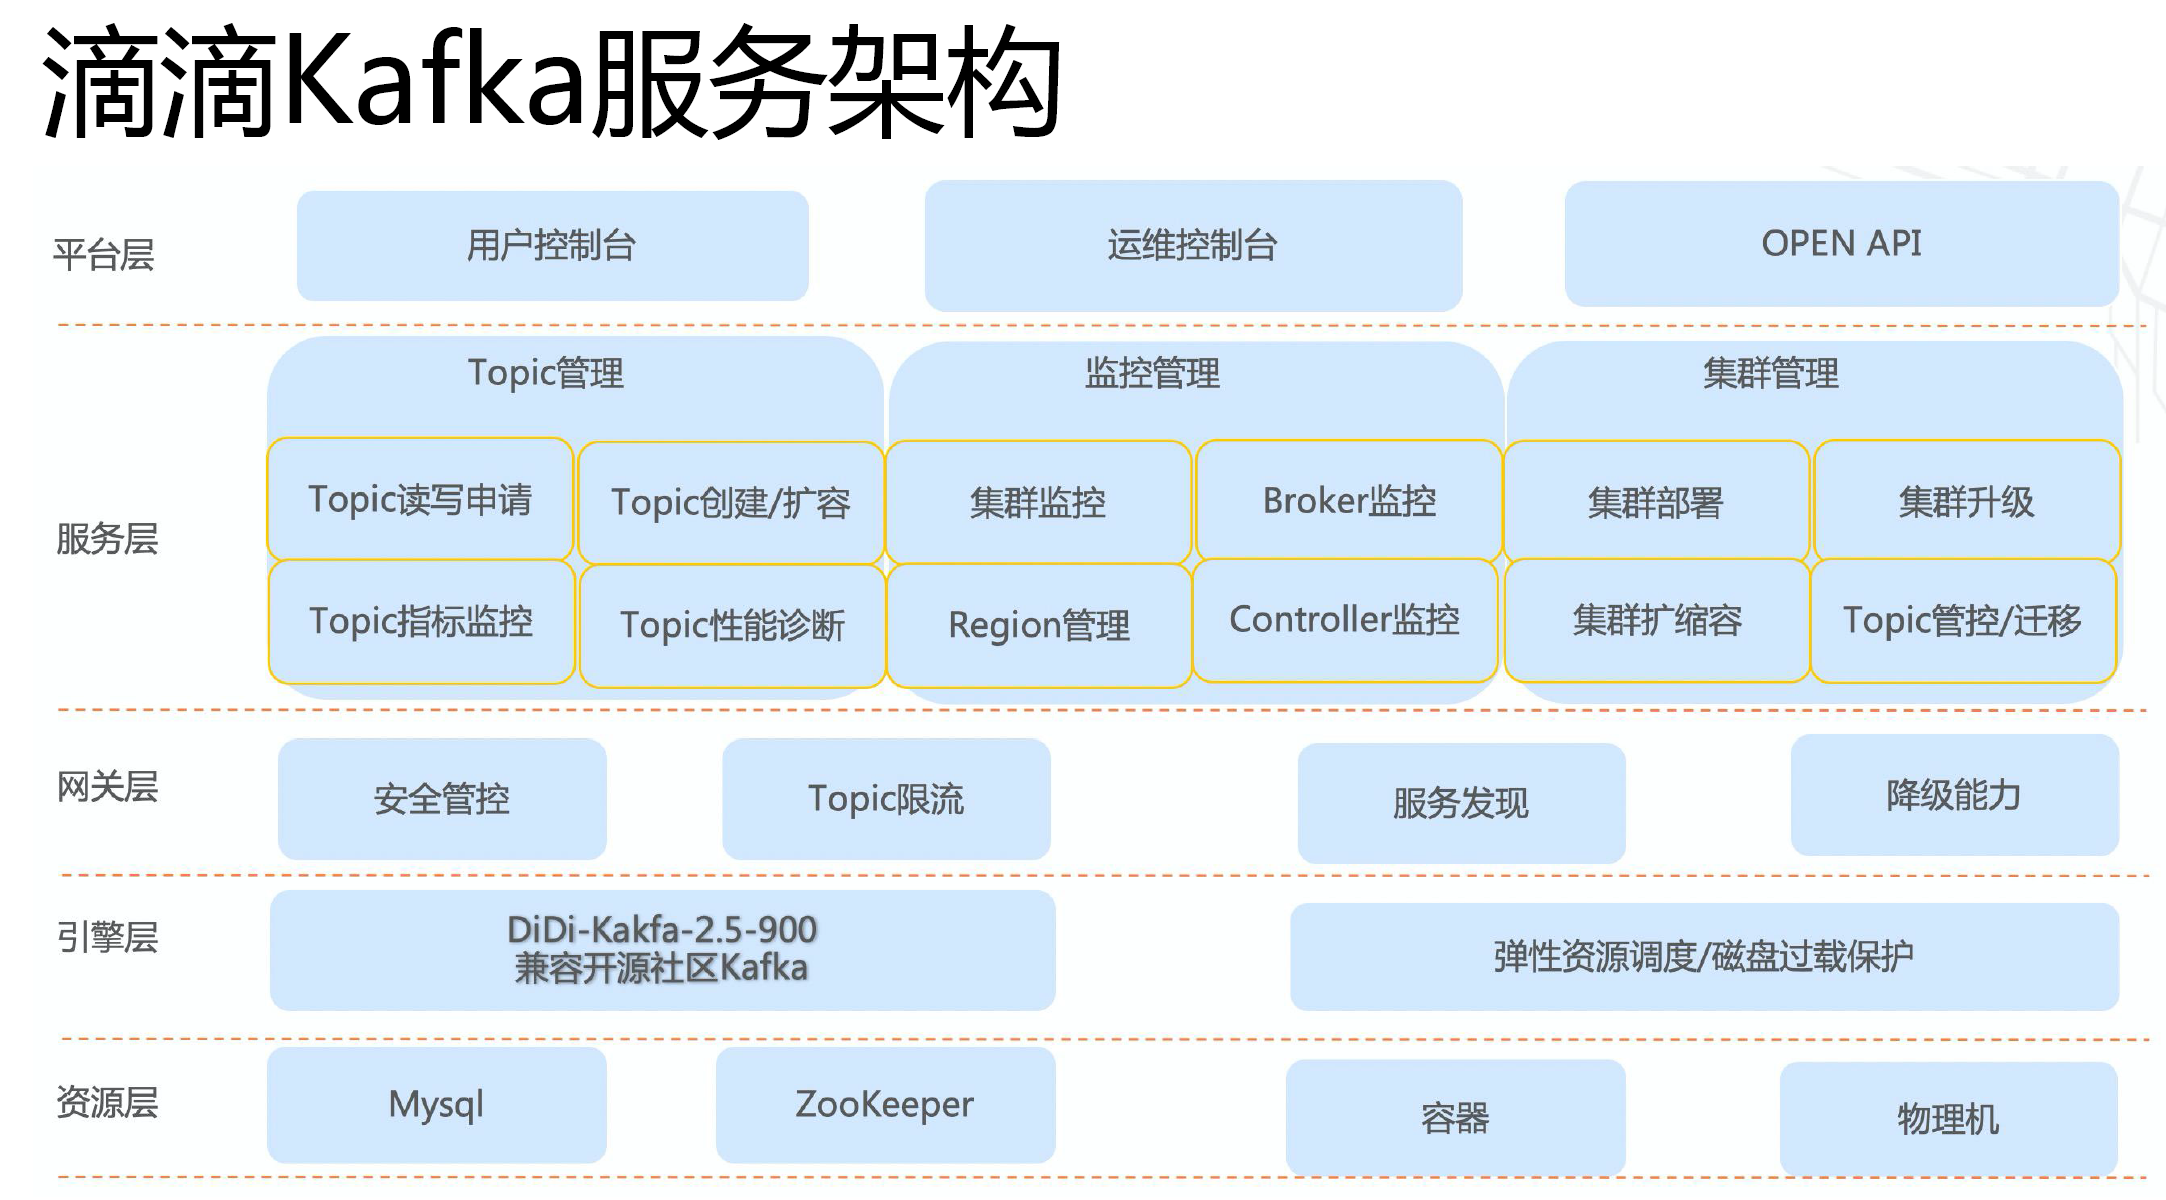 滴滴Kafka服务架构
平台层
用户控制台
运维控制台
OPEN API
服务层
Topic管理
Topic读写申请
Topic创建/扩容
Topic指标监控
Topic性能诊断
监控管理
集群监控
Broker监控
Region管理
Controller监控
集群管理
集群部署
集群升级
集群扩缩容
Topic管控/迁移
网关层
安全管控
Topic限流
服务发现
降级能力
引擎层
DiDi-Kakfa-2.5-900
兼容开源社区Kafka
弹性资源调度/磁盘过载保护
资源层
Mysql
ZooKeeper
容器
物理机